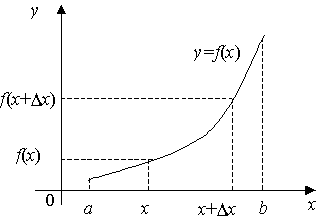 y
y=f(x)
f(x+Δx)
f(x)
0
a
x
x+Δx
b
x